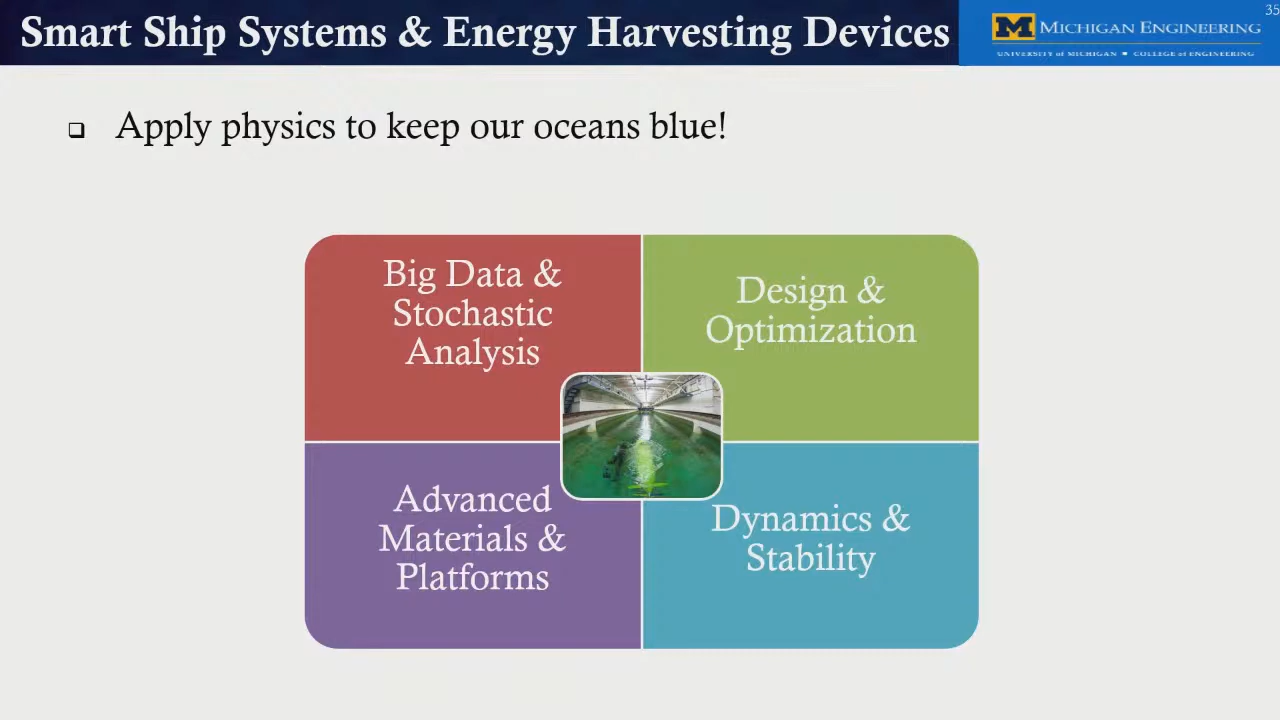 Smart Ship Systems & Energy Harvesting Devices
M MICHIGAN ENGINEERING
UNIVERSITY of MICHIGAN ■ COLLEGE of ENGINEERING
35
❑ Apply physics to keep our oceans blue!
Big Data &
Stochastic
Analysis
Design &
Optimization
Advanced
Materials &
Platforms
Dynamics &
Stability